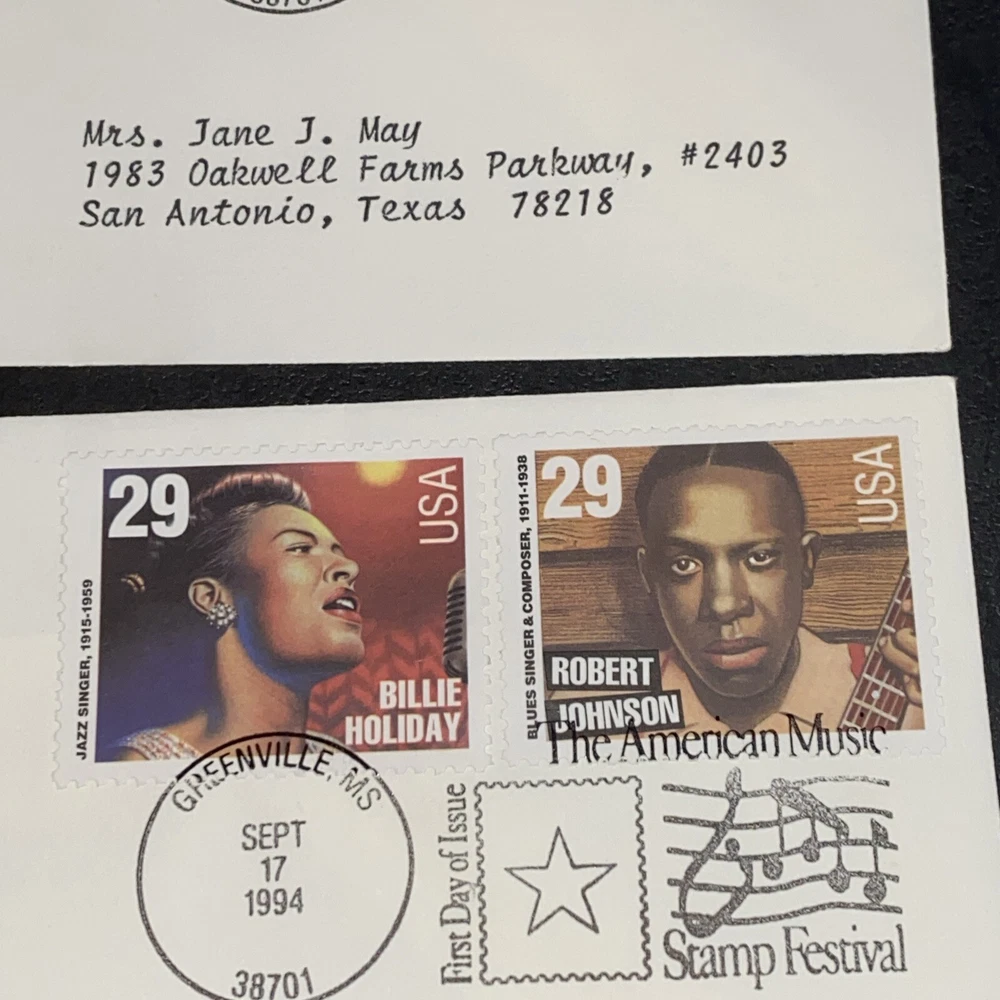 38701
Mrs. Jane J. May
1983 Oakwell Farms Parkway, #2403
San Antonio, Texas 78218
29
USA
JAZZ SINGER, 1915-1959
BILLIE
HOLIDAY
29
USA
BLUES SINGER & COMPOSER, 1911-1938
ROBERT
JOHNSON
GREENVILLE, MS
SEPT
17
1994
38701
First Day of Issue
The American Music
Stamp Festival